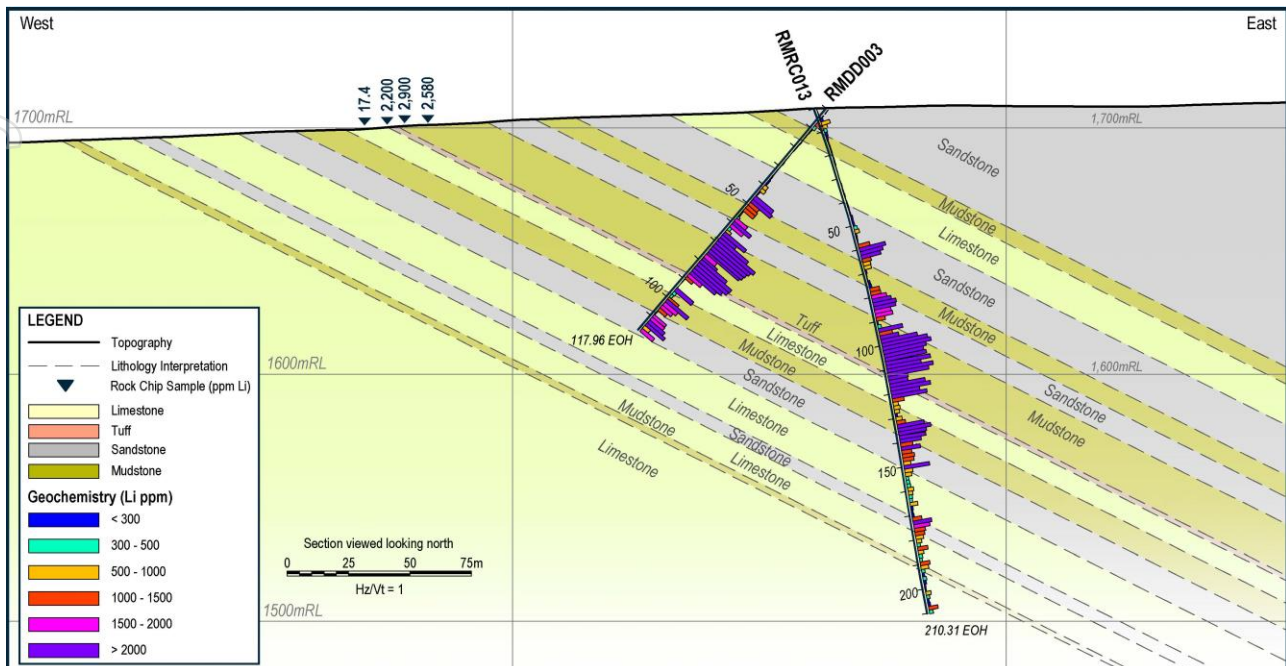 West
East
RMRC013
RMDD003
17.4
2,200
2,900
2,580
1700mRL
1,700mRL
Sandstone
Mudstone
Limestone
Sandstone
Mudstone
Sandstone
Mudstone
50
100
117.96 EOH
50
100
150
200
210.31 EOH
Tuff
Limestone
Mudstone
Sandstone
Limestone
Sandstone
Limestone
Mudstone
Limestone
1600mRL
1,600mRL
1500mRL
LEGEND
Topography
Lithology Interpretation
Rock Chip Sample (ppm Li)
Limestone
Tuff
Sandstone
Mudstone
Geochemistry (Li ppm)
< 300
300 - 500
500 - 1000
1000 - 1500
1500 - 2000
> 2000
Section viewed looking north
0 25 50 75m
Hz/Vt = 1